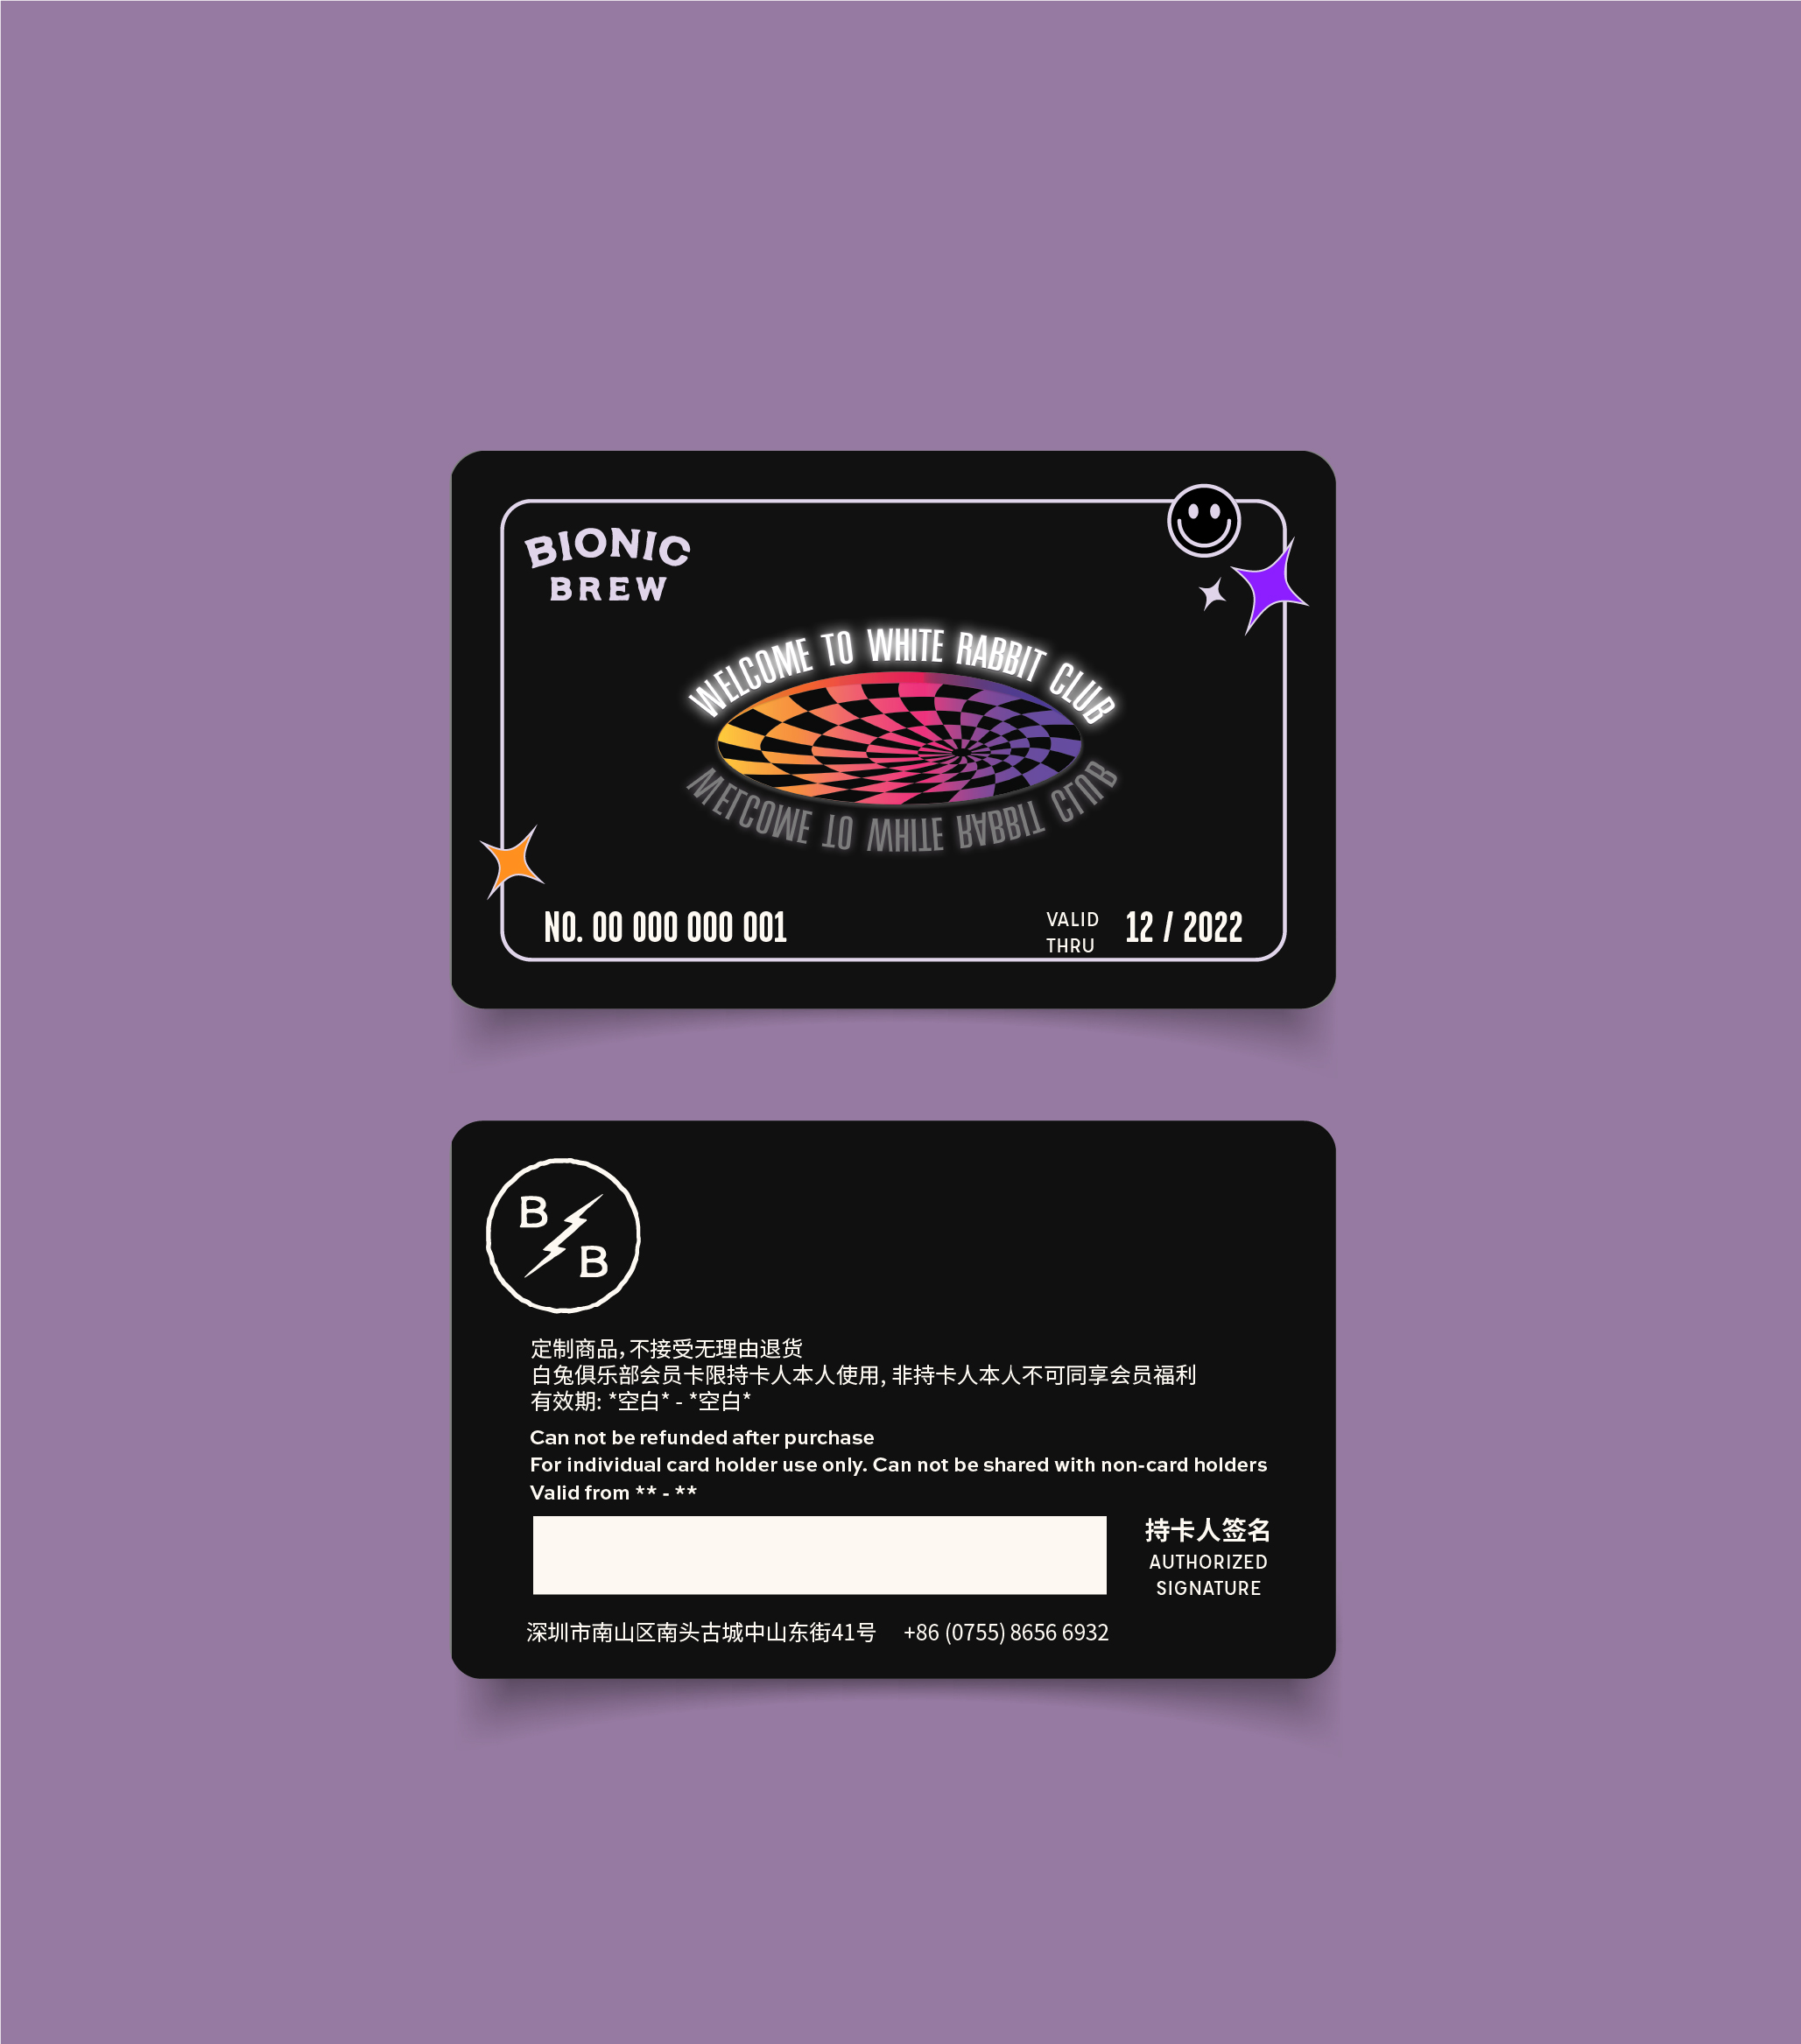 BIONIC
BREW
WELCOME TO WHITE RABBIT CLUB
WELCOME TO WHITE RABBIT CLUB
NO. 00 000 000 001
VALID
THRU
12 / 2022
B
B
定制商品，不接受无理由退货
白兔俱乐部会员卡限持卡人本人使用, 非持卡人本人不可同享会员福利
有效期: *空白* - *空白*
Can not be refunded after purchase
For individual card holder use only. Can not be shared with non-card holders
Valid from ** - **
持卡人签名
AUTHORIZED
SIGNATURE
深圳市南山区南头古城中山东街41号 +86 (0755) 8656 6932